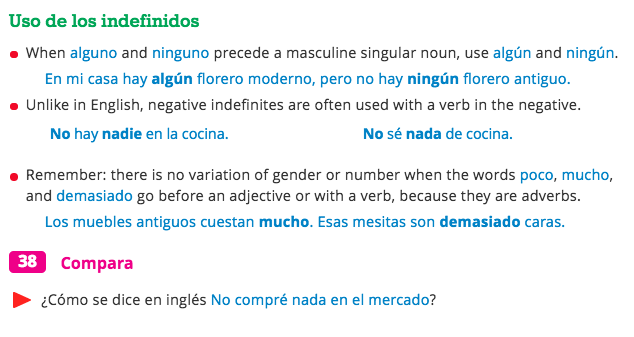 Uso de los indefinidos
• When alguno and ninguno precede a masculine singular noun, use algún and ningún.
En mi casa hay algún florero moderno, pero no hay ningún florero antiguo.
• Unlike in English, negative indefinites are often used with a verb in the negative.
No hay nadie en la cocina. No sé nada de cocina.
• Remember: there is no variation of gender or number when the words poco, mucho,
and demasiado go before an adjective or with a verb, because they are adverbs.
Los muebles antiguos cuestan mucho. Esas mesitas son demasiado caras.
38 Compara
¿Cómo se dice en inglés No compré nada en el mercado?